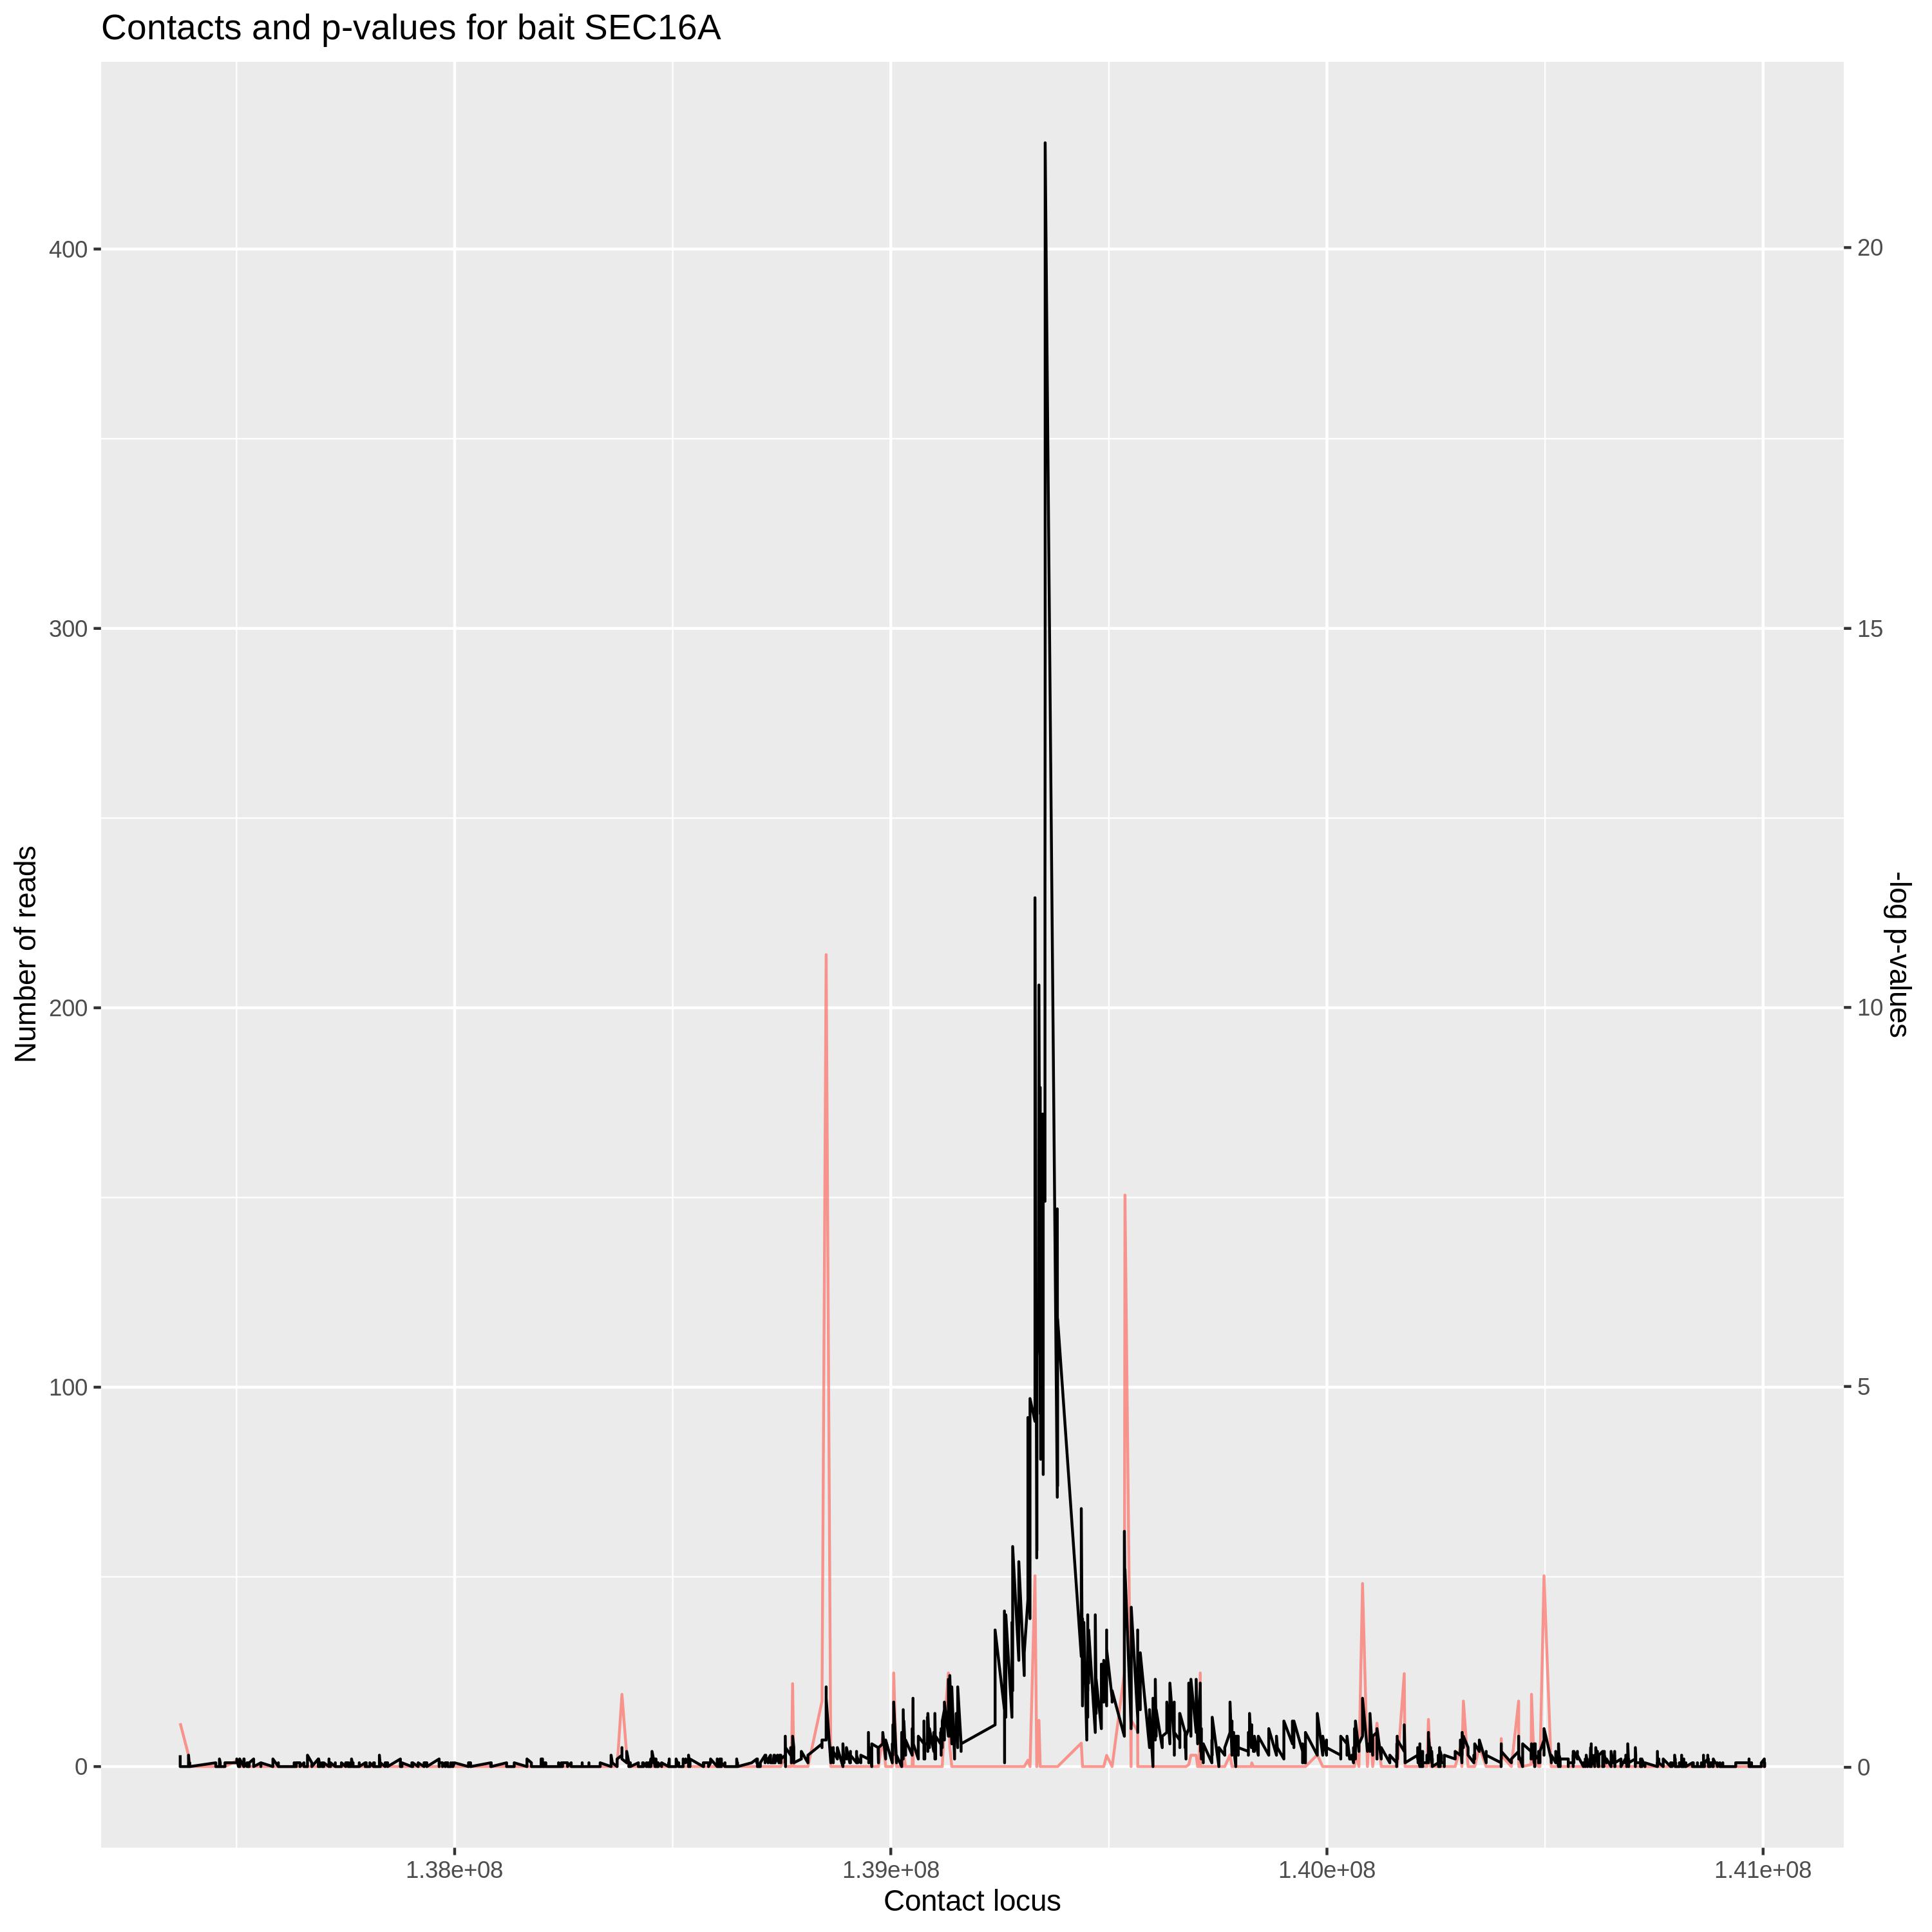 Contacts and p-values for bait SEC16A
400
300
200
100
0
20
15
10
5
0
Number of reads
-log p-values
1.38e+08
1.39e+08
1.40e+08
1.41e+08
Contact locus